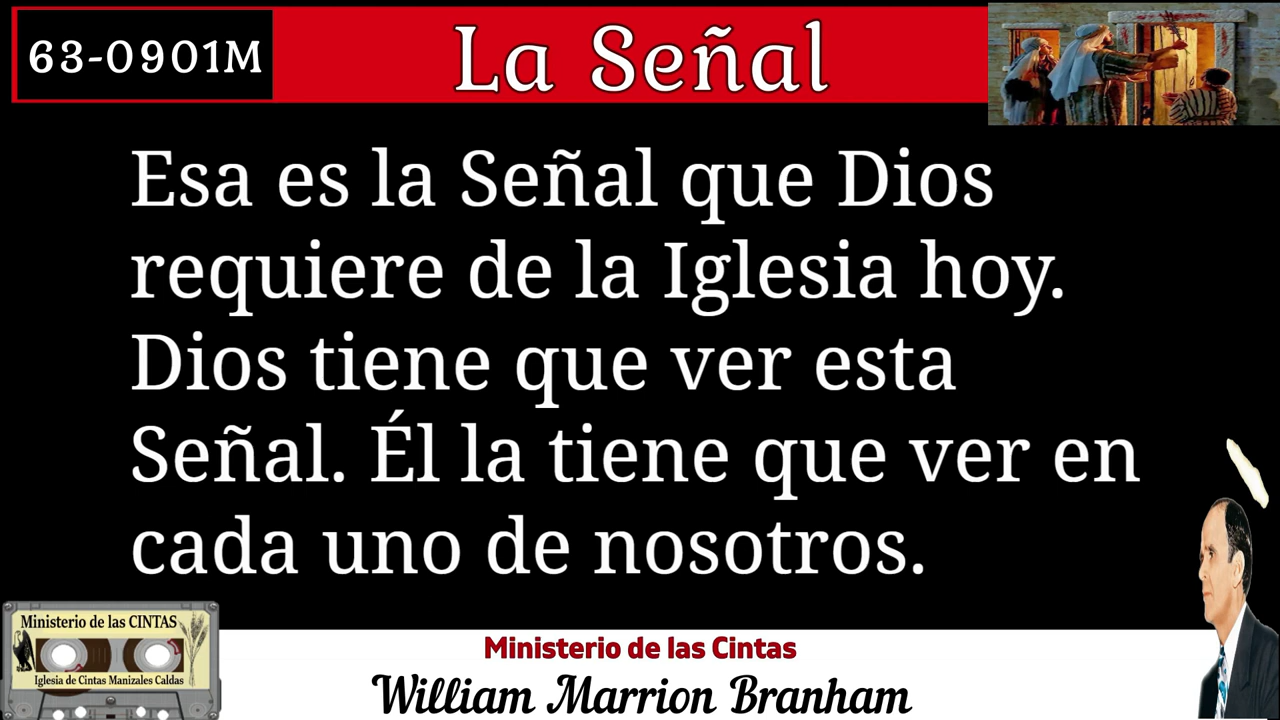 63-0901M
La Señal
Esa es la Señal que Dios
requiere de la Iglesia hoy.
Dios tiene que ver esta
Señal. Él la tiene que ver en
cada uno de nosotros.
Ministerio de las CINTAS
Iglesia de Cintas Manizales Caldas
Ministerio de las Cintas
William Marrion Branham